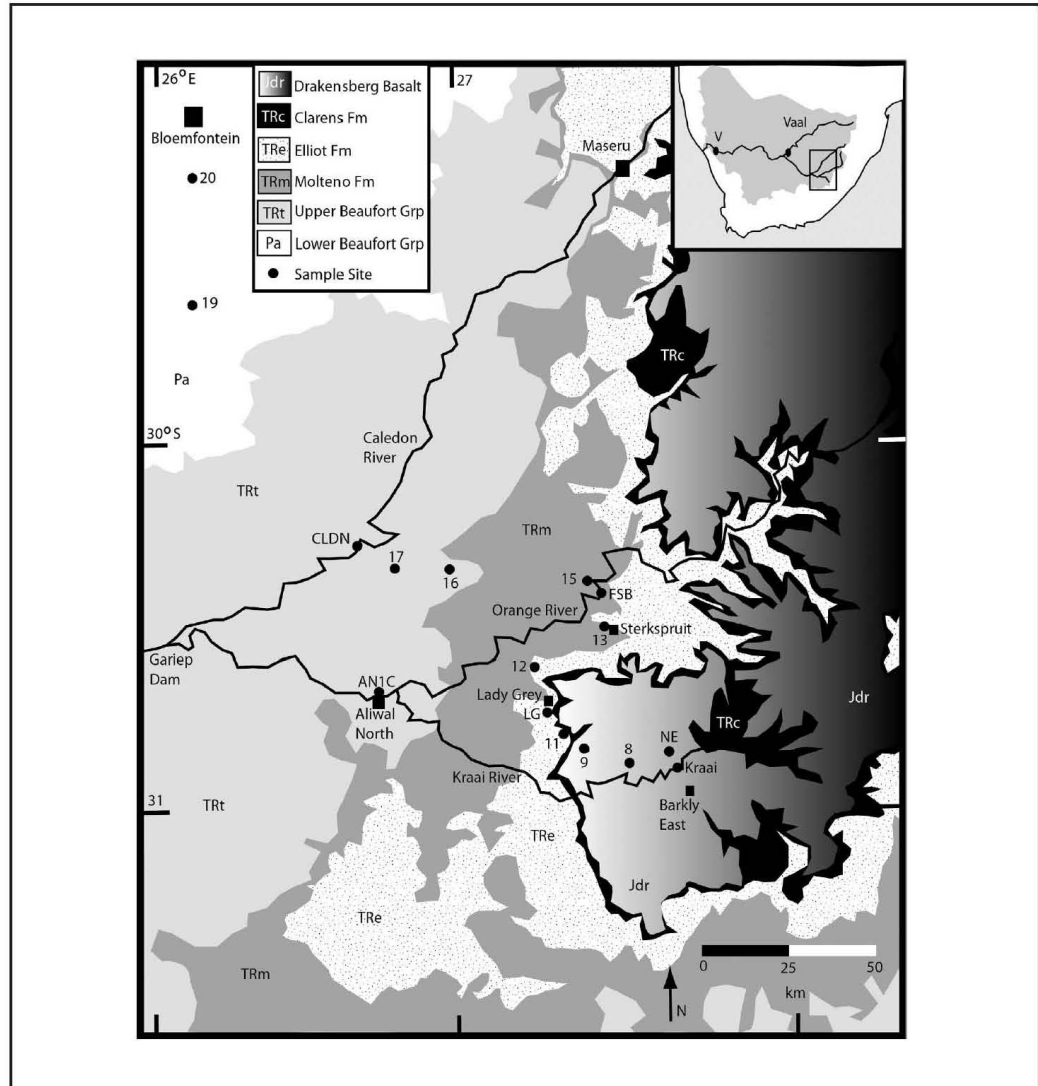 26° E
27
Bloemfontein
20
19
Pa
30° S
Jdr Drakensberg Basalt
TRc Clarens Fm
TRe Elliot Fm
TRm Molteno Fm
TRt Upper Beaufort Grp
Pa Lower Beaufort Grp
Sample Site
Maseru
V
Vaal
TRc
Caledon
River
TRt
TRm
CLDN
17
16
15
FSB
Orange River
13
Sterkspruit
12
Gariep
Dam
AN1C
Aliwal
North
Lady Grey
LG
11
9
8
NE
Kraai
TRc
Jdr
Kraai River
Barkly
East
31
TRt
TRe
TRe
Jdr
TRm
0
25
50
km
N